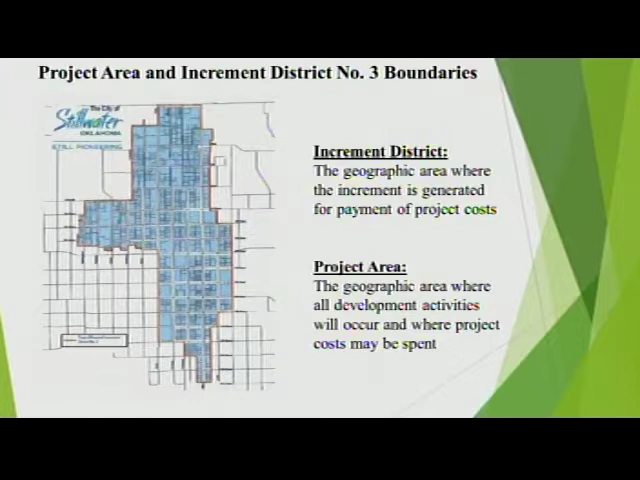 Project Area and Increment District No. 3 Boundaries
The City of
Stillwater
OKLAHOMA
STILL PIONEERING
Increment District:
The geographic area where
the increment is generated
for payment of project costs
Project Area:
The geographic area where
all development activities
will occur and where project
costs may be spent